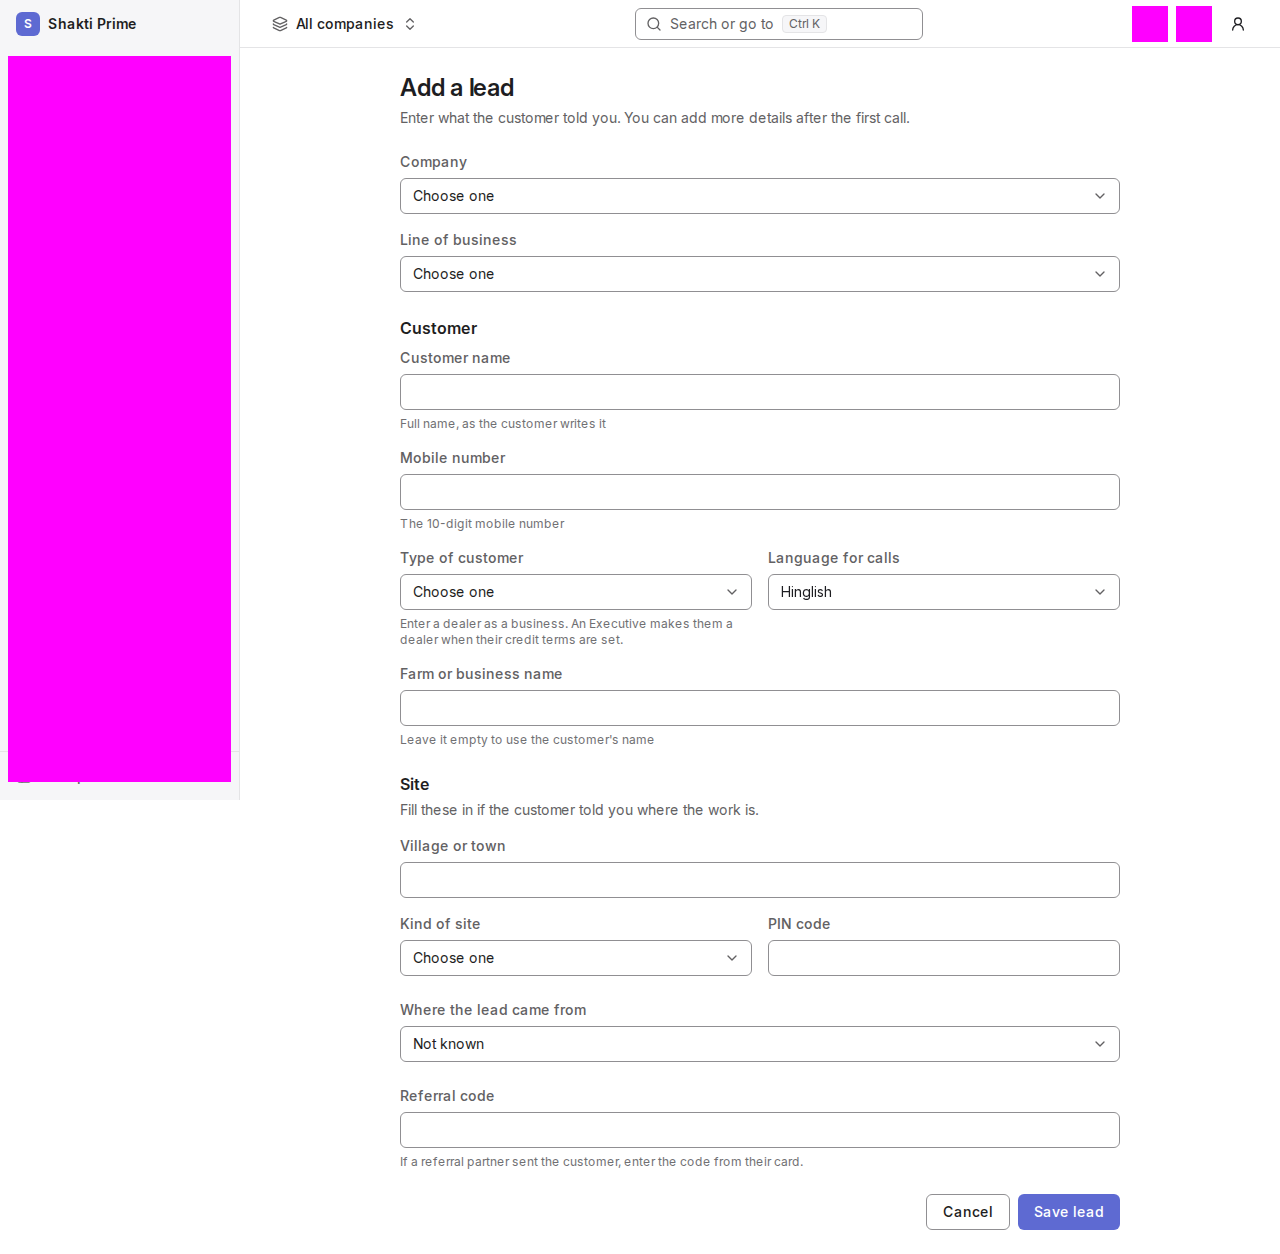 S Shakti Prime
All companies
Search or go to Ctrl K
Add a lead
Enter what the customer told you. You can add more details after the first call.
Company
Choose one
Line of business
Choose one
Customer
Customer name
Full name, as the customer writes it
Mobile number
The 10-digit mobile number
Type of customer
Language for calls
Choose one
Hinglish
Enter a dealer as a business. An Executive makes them a
dealer when their credit terms are set.
Farm or business name
Leave it empty to use the customer's name
Site
Fill these in if the customer told you where the work is.
Village or town
Kind of site
PIN code
Choose one
Where the lead came from
Not known
Referral code
If a referral partner sent the customer, enter the code from their card.
Cancel
Save lead